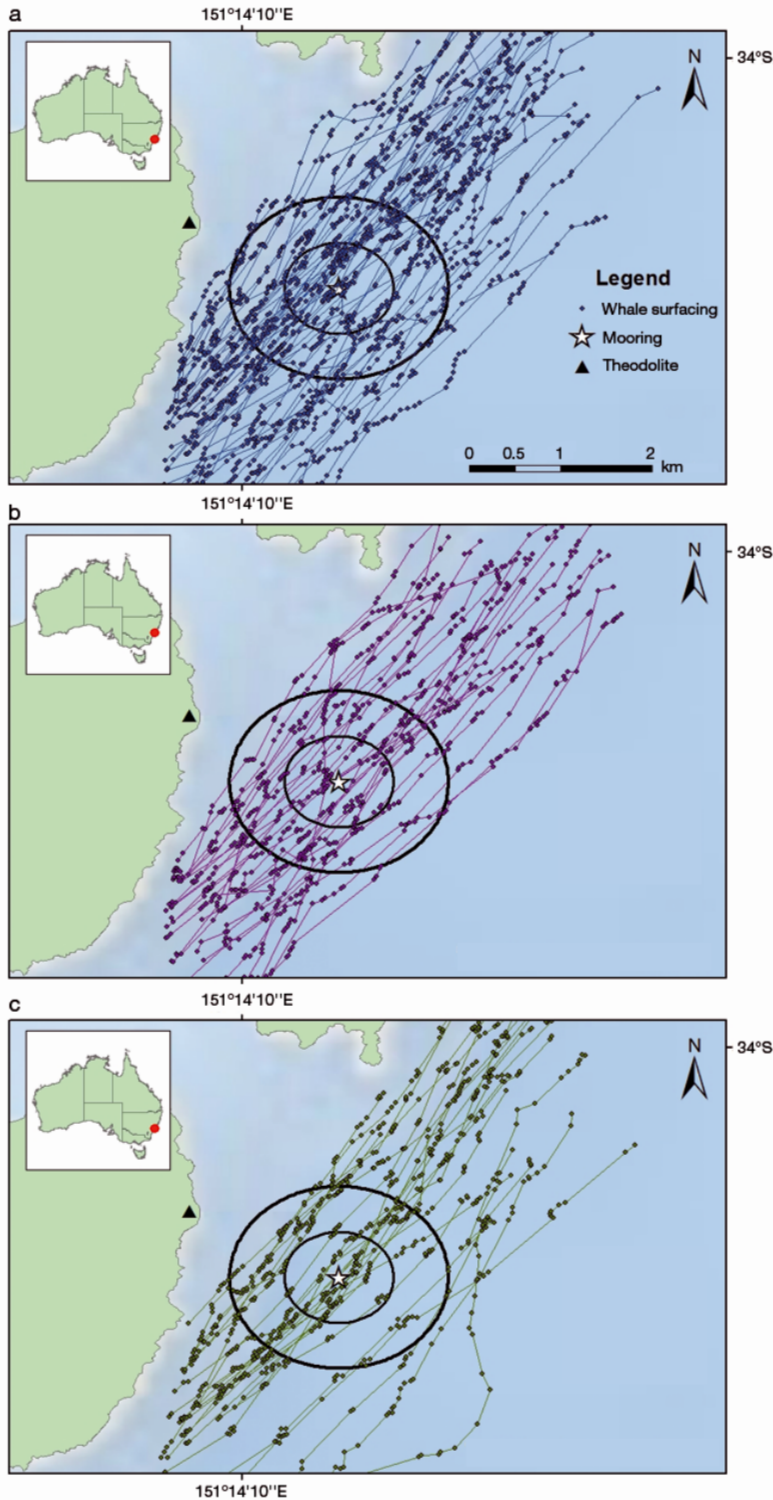 a
151°14'10"E
N
34°S
Legend
Whale surfacing
Mooring
Theodolite
0 0.5 1 2
km
151°14'10"E
b
N
34°S
151°14'10"E
c
N
34°S
151°14'10"E